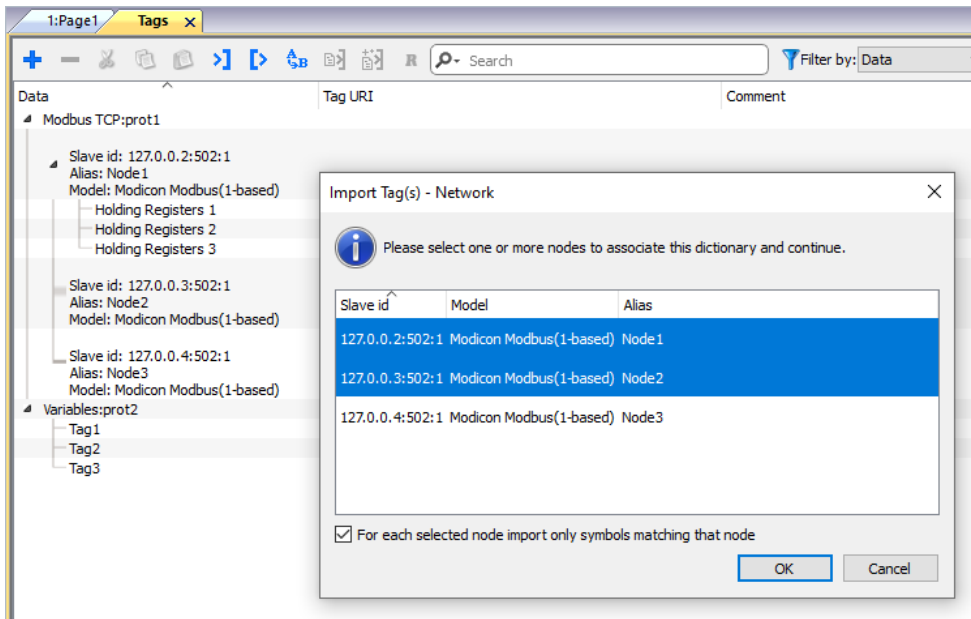 1:Page1 Tags x
R Search Filter by: Data
Data Tag URI Comment
Modbus TCP:prot1
Slave id: 127.0.0.2:502:1
Alias: Node1
Model: Modicon Modbus(1-based)
Holding Registers 1
Holding Registers 2
Holding Registers 3
Slave id: 127.0.0.3:502:1
Alias: Node2
Model: Modicon Modbus(1-based)
Slave id: 127.0.0.4:502:1
Alias: Node3
Model: Modicon Modbus(1-based)
Variables:prot2
Tag1
Tag2
Tag3
Import Tag(s) - Network
Please select one or more nodes to associate this dictionary and continue.
Slave id Model Alias
127.0.0.2:502:1 Modicon Modbus(1-based) Node1
127.0.0.3:502:1 Modicon Modbus(1-based) Node2
127.0.0.4:502:1 Modicon Modbus(1-based) Node3
For each selected node import only symbols matching that node
OK Cancel